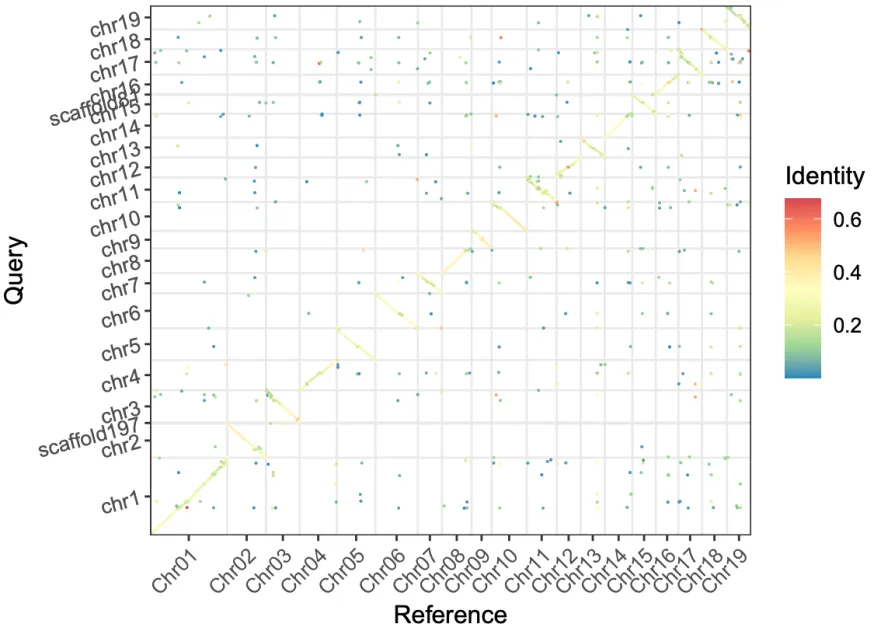 chr19
chr18
chr17
chr16
scaffold81
chr15
chr14
chr13
chr12
chr11
chr10
chr9
chr8
chr7
chr6
chr5
chr4
chr3
scaffold197
chr2
chr1
Query
Chr01
Chr02
Chr03
Chr04
Chr05
Chr06
Chr07
Chr08
Chr09
Chr10
Chr11
Chr12
Chr13
Chr14
Chr15
Chr16
Chr17
Chr18
Chr19
Reference
Identity
0.6
0.4
0.2